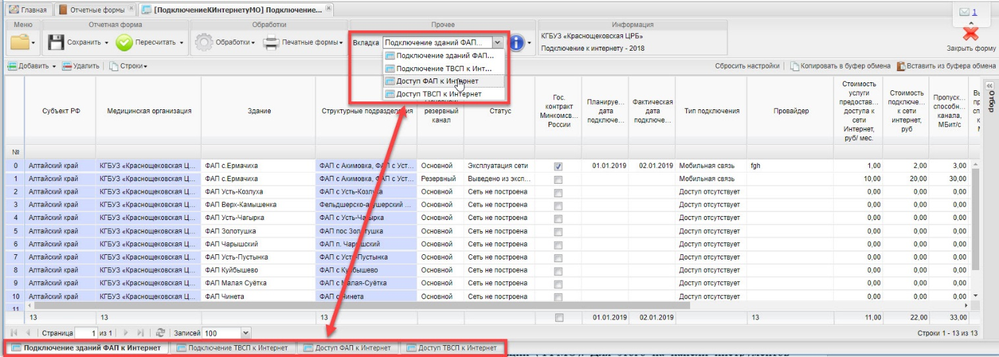 Главная Отчетные формы [ПодключениеКИнтернетуМО] Подключение...
1
Меню Отчетная форма Обработки Прочее Информация
Сохранить Пересчитать Обработки Печатные формы Вкладка Подключение зданий ФАП...
КГБУЗ «Краснощековская ЦРБ»
Подключение к интернету - 2018
Закрыть форму
Подключение зданий ФАП...
Подключение ТВСП к Инт...
Доступ ФАП к Интернет
Доступ ТВСП к Интернет
Добавить Удалить Строки Сбросить настройки Копировать в буфер обмена Вставить из буфера обмена
Отбор
№ Субъект РФ Медицинская организация Здание Структурные подразделения резервный канал Статус Гос. контракт Минкомсв... России Планируе... дата подключе... Фактическая дата подключе... Тип подключения Провайдер Стоимость услуги предостав... доступа к сети Интернет, руб/ мес. Стоимость подключе... к сети интернет, руб Пропуск... способн... канала, МБит/с
0 Алтайский край КГБУЗ «Краснощековская Ц... ФАП с.Ермачиха ФАП с Акимовка, ФАП с Уст... Основной Эксплуатация сети 01.01.2019 02.01.2019 Мобильная связь fgh 1,00 2,00 3,00
1 Алтайский край КГБУЗ «Краснощековская Ц... ФАП с.Ермачиха ФАП с Акимовка, ФАП с Уст... Резервный Выведено из эксп... Мобильная связь 10,00 20,00 30,00
2 Алтайский край КГБУЗ «Краснощековская Ц... ФАП Усть-Козлуха ФАП с Усть-Козлуха Основной Сеть не построена Доступ отсутствует 0,00 0,00 0,00
3 Алтайский край КГБУЗ «Краснощековская Ц... ФАП Верх-Камышенка Фельдшерско-акушерский ... Основной Сеть не построена Доступ отсутствует 0,00 0,00 0,00
4 Алтайский край КГБУЗ «Краснощековская Ц... ФАП Усть-Чагырка ФАП с Усть-Чагырка Основной Сеть не построена Доступ отсутствует 0,00 0,00 0,00
5 Алтайский край КГБУЗ «Краснощековская Ц... ФАП Золотушка ФАП пос Золотушка Основной Сеть не построена Доступ отсутствует 0,00 0,00 0,00
6 Алтайский край КГБУЗ «Краснощековская Ц... ФАП Чарышский ФАП п. Чарышский Основной Сеть не построена Доступ отсутствует 0,00 0,00 0,00
7 Алтайский край КГБУЗ «Краснощековская Ц... ФАП Усть-Пустынка ФАП с Усть-Пустынка Основной Сеть не построена Доступ отсутствует 0,00 0,00 0,00
8 Алтайский край КГБУЗ «Краснощековская Ц... ФАП Куйбышево ФАП с Куйбышево Основной Сеть не построена Доступ отсутствует 0,00 0,00 0,00
9 Алтайский край КГБУЗ «Краснощековская Ц... ФАП Малая Суётка ФАП с Малая-Суётка Основной Сеть не построена Доступ отсутствует 0,00 0,00 0,00
10 Алтайский край КГБУЗ «Краснощековская Ц... ФАП Чинета ФАП с Чинета Основной Сеть не построена Доступ отсутствует 0,00 0,00 0,00
11
13 13 13 01.01.2019 02.01.2019 13 11,00 22,00 33,00
Страница 1 из 1 Записей 100 Строки 1 - 13 из 13
Подключение зданий ФАП к Интернет Подключение ТВСП к Интернет Доступ ФАП к Интернет Доступ ТВСП к Интернет